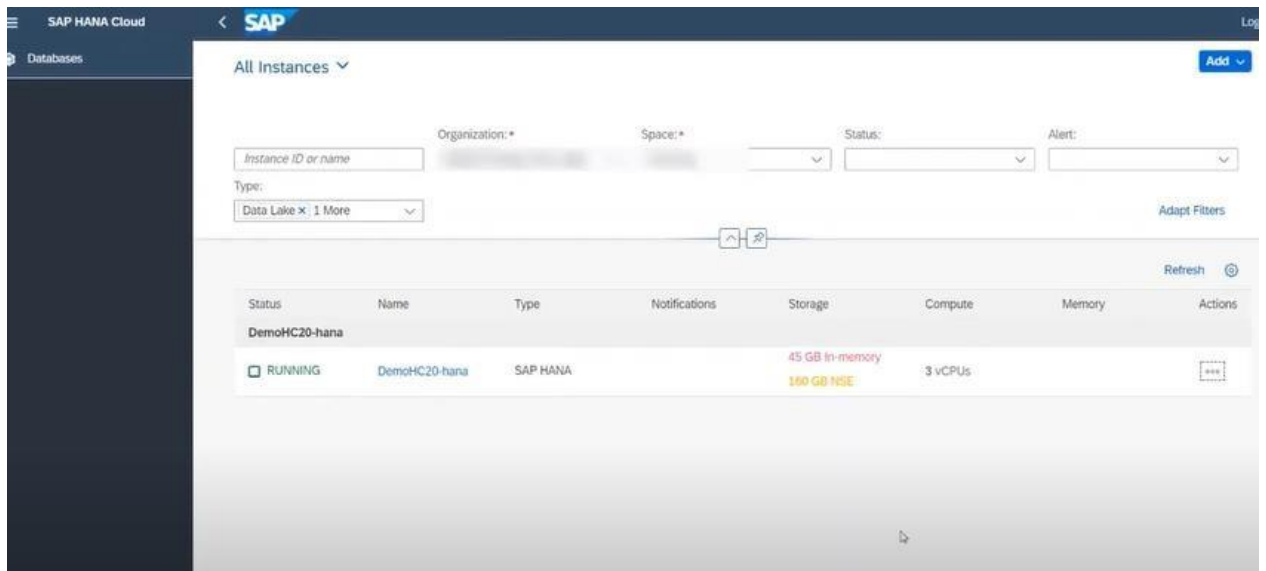 SAP HANA Cloud
SAP
Log
Databases
All Instances
Add
Organization:*
Space:*
Status:
Alert:
Instance ID or name
Type:
Data Lake × 1 More
Adapt Filters
Refresh
Status Name Type Notifications Storage Compute Memory Actions
DemoHC20-hana
RUNNING DemoHC20-hana SAP HANA 45 GB In-memory 3 vCPUs
160 GB NSE